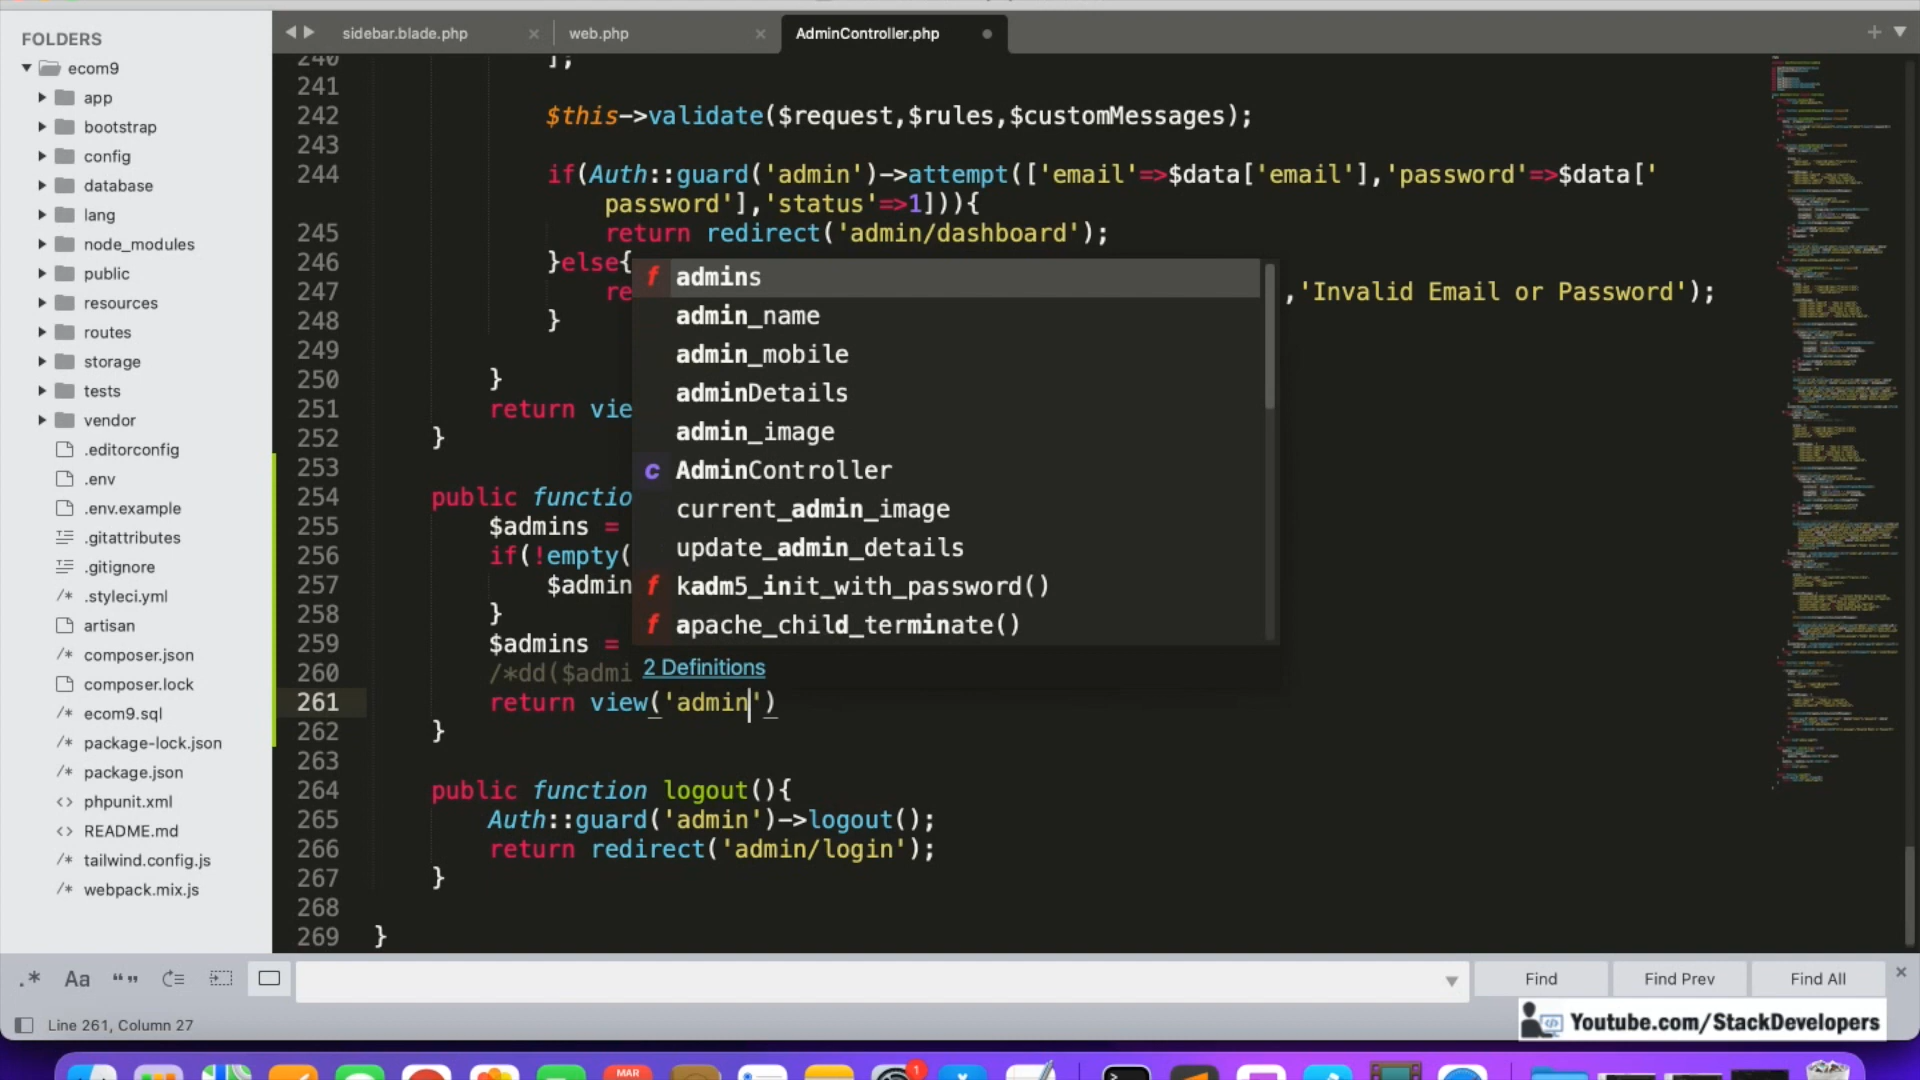 FOLDERS
ecom9
app
bootstrap
config
database
lang
node_modules
public
resources
routes
storage
tests
vendor
.editorconfig
.env
.env.example
.gitattributes
.gitignore
.styleci.yml
artisan
composer.json
composer.lock
ecom9.sql
package-lock.json
package.json
phpunit.xml
README.md
tailwind.config.js
webpack.mix.js
sidebar.blade.php
web.php
AdminController.php
240 ];
241
242 $this->validate($request,$rules,$customMessages);
243
244 if(Auth::guard('admin')->attempt(['email'=>$data['email'],'password'=>$data['
password'],'status'=>1])){
245 return redirect('admin/dashboard');
246 }else{
247 re ,'Invalid Email or Password');
248 }
249
250 }
251 return vie
252 }
253
254 public functio
255 $admins =
256 if(!empty(
257 $admin
258 }
259 $admins =
260 /*dd($admi
261 return view('admin')
262 }
263
264 public function logout(){
265 Auth::guard('admin')->logout();
266 return redirect('admin/login');
267 }
268
269 }
f admins
admin_name
admin_mobile
adminDetails
admin_image
c AdminController
current_admin_image
update_admin_details
f kadm5_init_with_password()
f apache_child_terminate()
2 Definitions
.* Aa “”
Find
Find Prev
Find All
Line 261, Column 27
Youtube.com/StackDevelopers
MAR
1